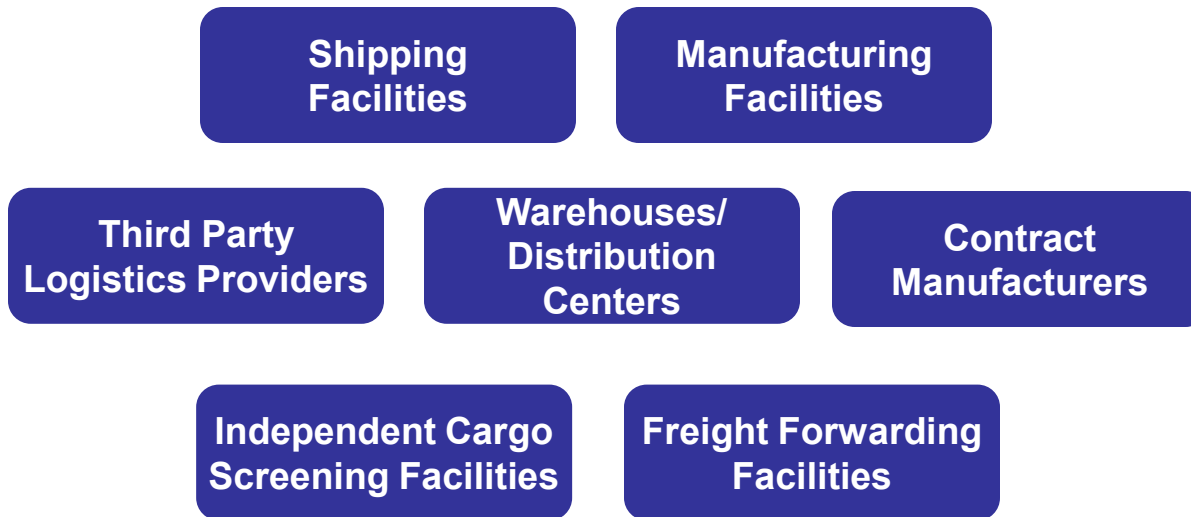 Shipping
Facilities
Manufacturing
Facilities
Third Party
Logistics Providers
Warehouses/
Distribution
Centers
Contract
Manufacturers
Independent Cargo
Screening Facilities
Freight Forwarding
Facilities